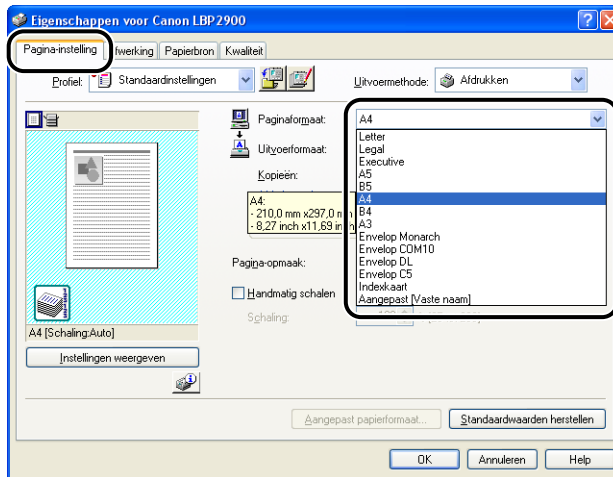 Eigenschappen voor Canon LBP2900
Pagina-instelling
fwerking
Papierbron
Kwaliteit
Profiel:
Standaardinstellingen
Uitvoermethode:
Afdrukken
Paginaformaat:
A4
Uitvoerformaat:
Kopieën:
Letter
Legal
Executive
A5
B5
A4
B4
A3
Envelop Monarch
Envelop COM10
Envelop DL
Envelop C5
Indexkaart
Aangepast [Vaste naam]
A4:
- 210,0 mm x297,0 m
- 8,27 inch x11,69 inch
Pagina-opmaak:
Handmatig schalen
Schaling:
A4 [Schaling:Auto]
Instellingen weergeven
Aangepast papierformaat...
Standaardwaarden herstellen
OK
Annuleren
Help